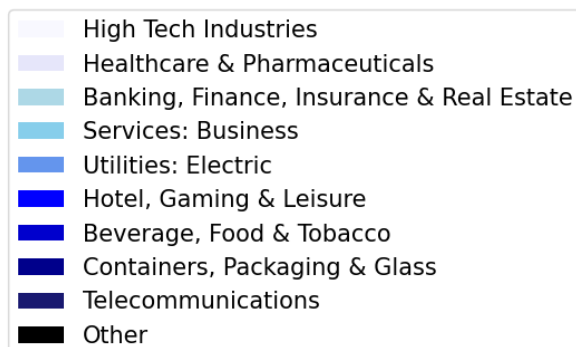 High Tech Industries
Healthcare & Pharmaceuticals
Banking, Finance, Insurance & Real Estate
Services: Business
Utilities: Electric
Hotel, Gaming & Leisure
Beverage, Food & Tobacco
Containers, Packaging & Glass
Telecommunications
Other